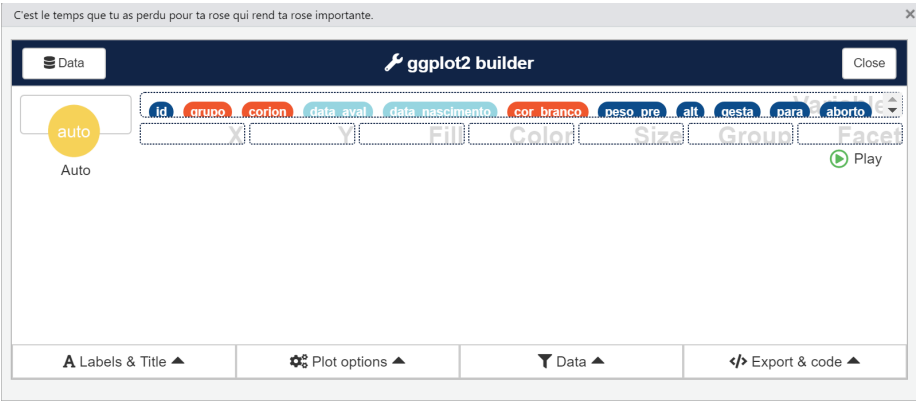 C'est le temps que tu as perdu pour ta rose qui rend ta rose importante.
Data
ggplot2 builder
Close
id grupo corion data_aval data_nascimento cor_branco peso_pre alt gesta para aborto
Variables
auto
X Y Fill Color Size Group Facet
Auto
Play
Labels & Title
Plot options
Data
Export & code